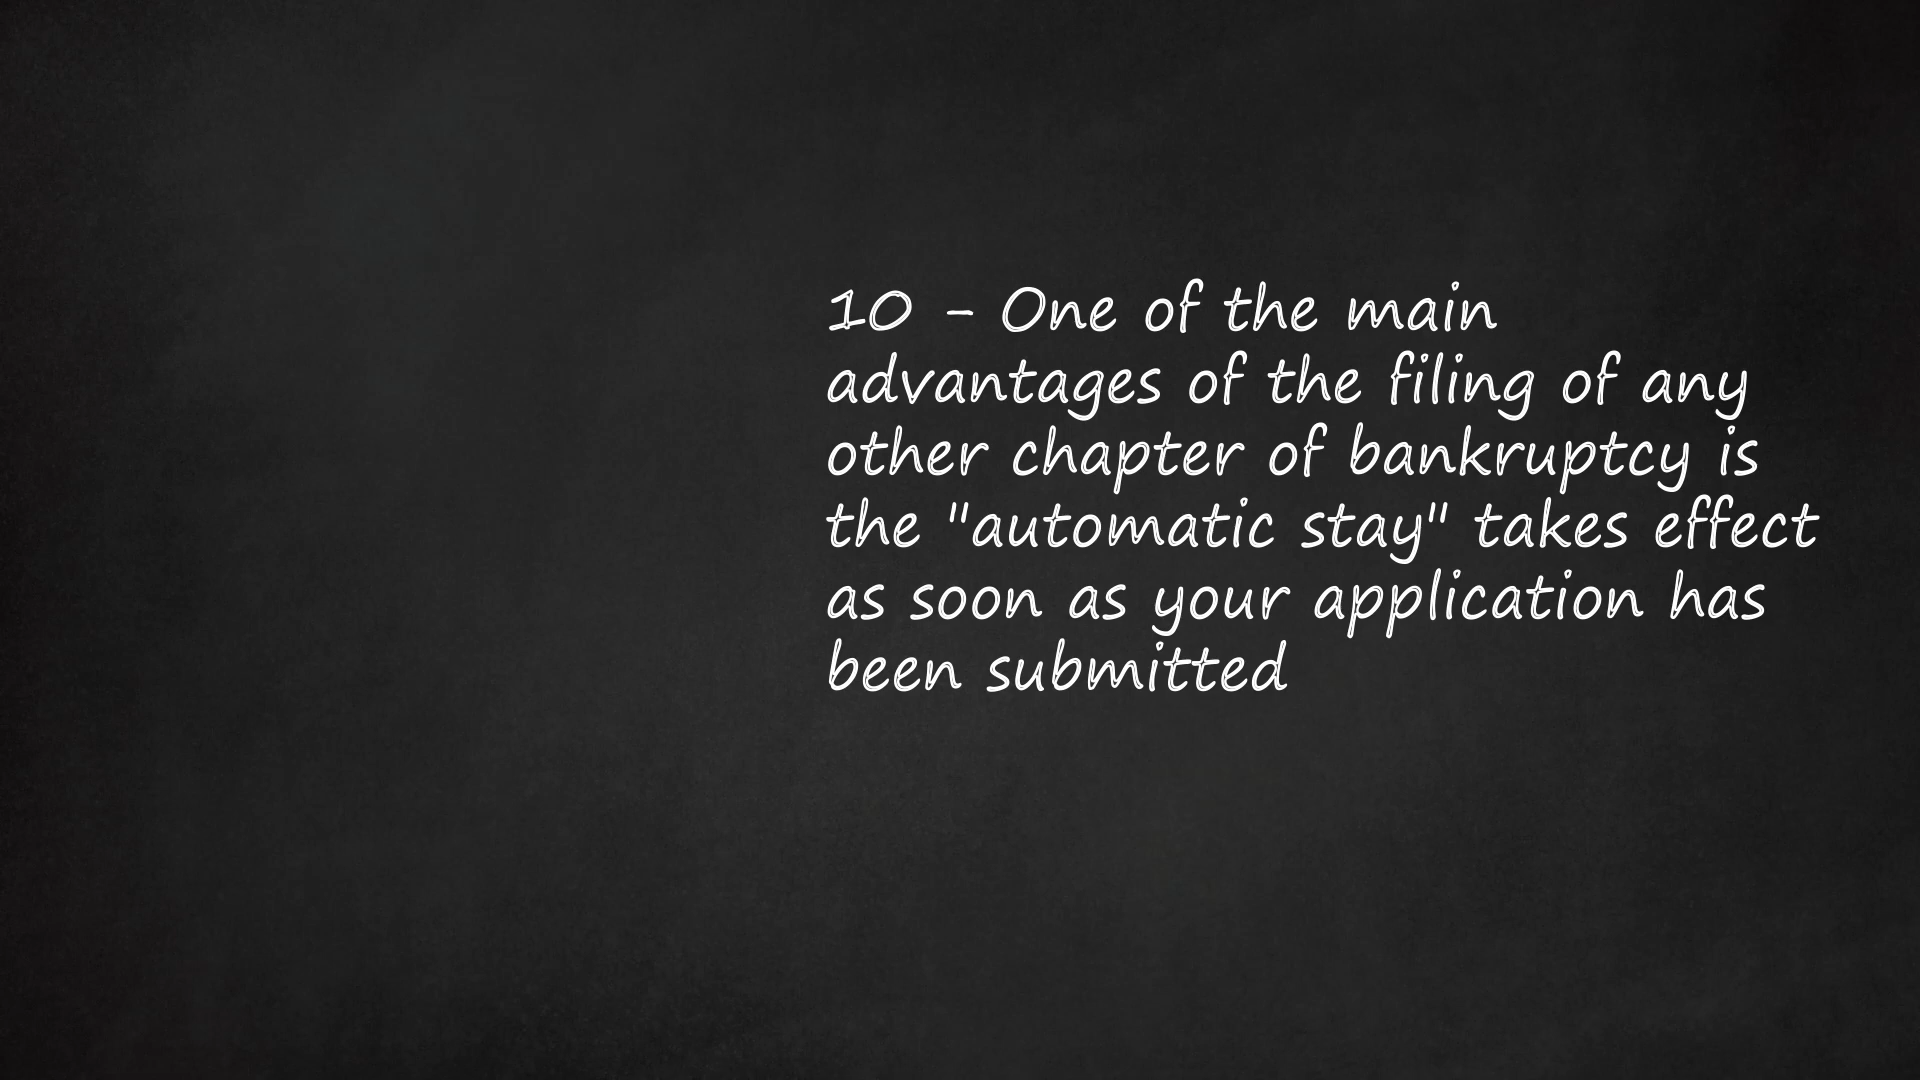 10 - One of the main
advantages of the filing of any
other chapter of bankruptcy is
the "automatic stay" takes effect
as soon as your application has
been submitted